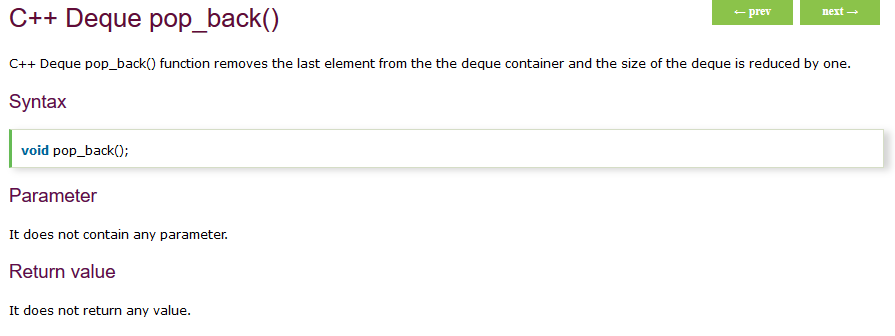 C++ Deque pop_back()
← prev
next →
C++ Deque pop_back() function removes the last element from the the deque container and the size of the deque is reduced by one.
Syntax
void pop_back();
Parameter
It does not contain any parameter.
Return value
It does not return any value.